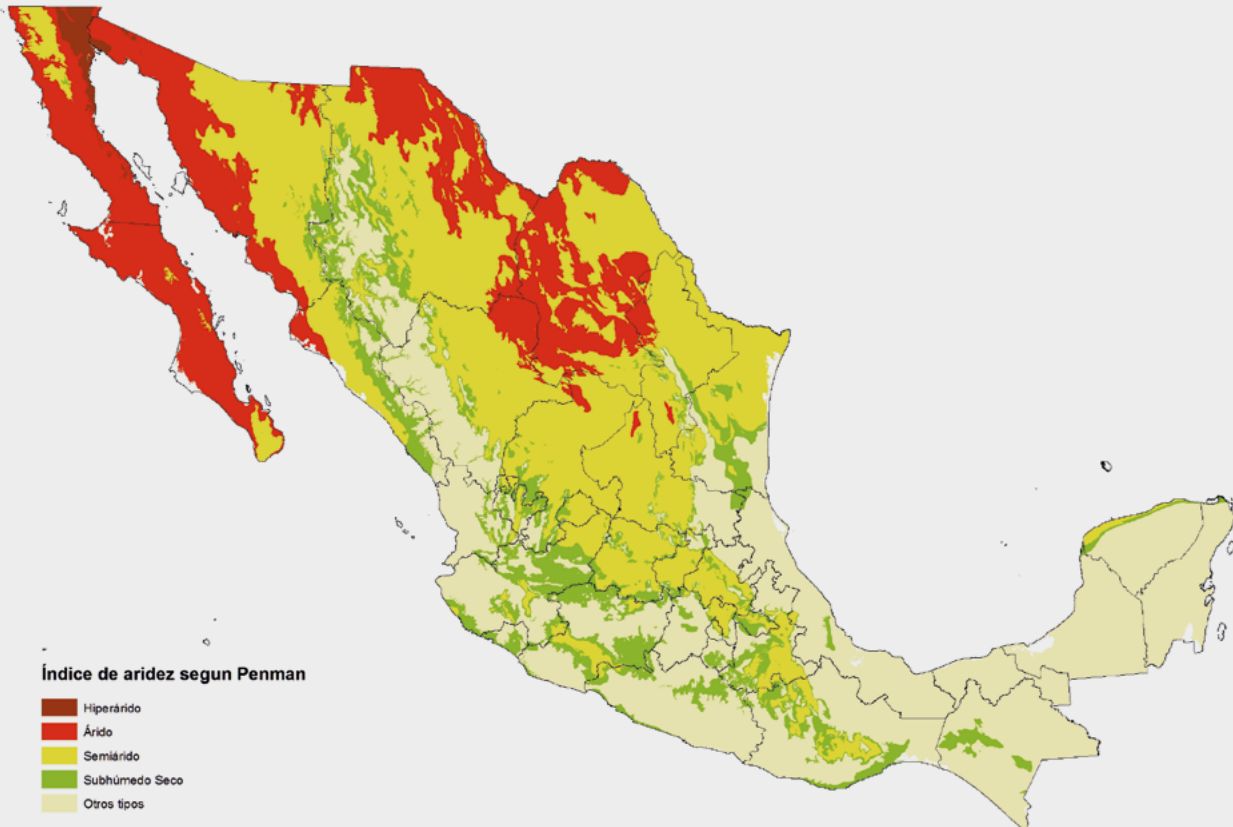 Índice de aridez segun Penman
Hiperárido
Árido
Semiárido
Subhúmedo Seco
Otros tipos